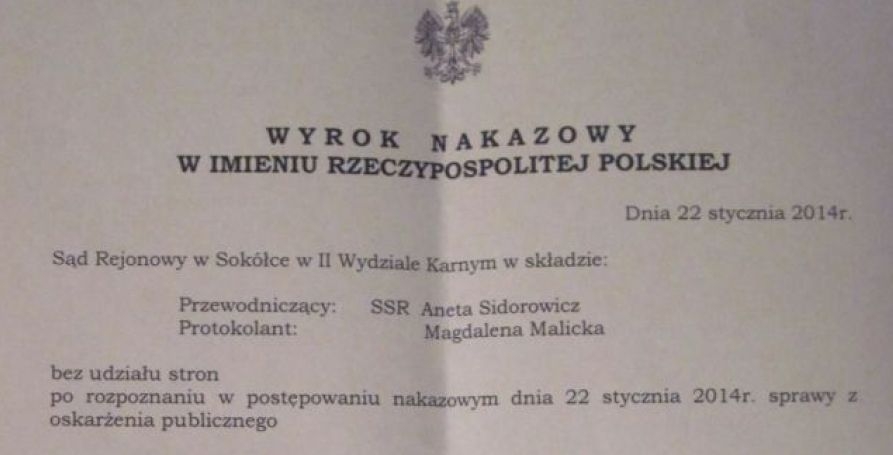 WYROK NAKAZOWY
W IMIENIU RZECZYPOSPOLITEJ POLSKIEJ
Dnia 22 stycznia 2014r.
Sąd Rejonowy w Sokółce w II Wydziale Karnym w składzie:
Przewodniczący: SSR Aneta Sidorowicz
Protokolant: Magdalena Malicka
bez udziału stron
po rozpoznaniu w postępowaniu nakazowym dnia 22 stycznia 2014r. sprawy z
oskarżenia publicznego